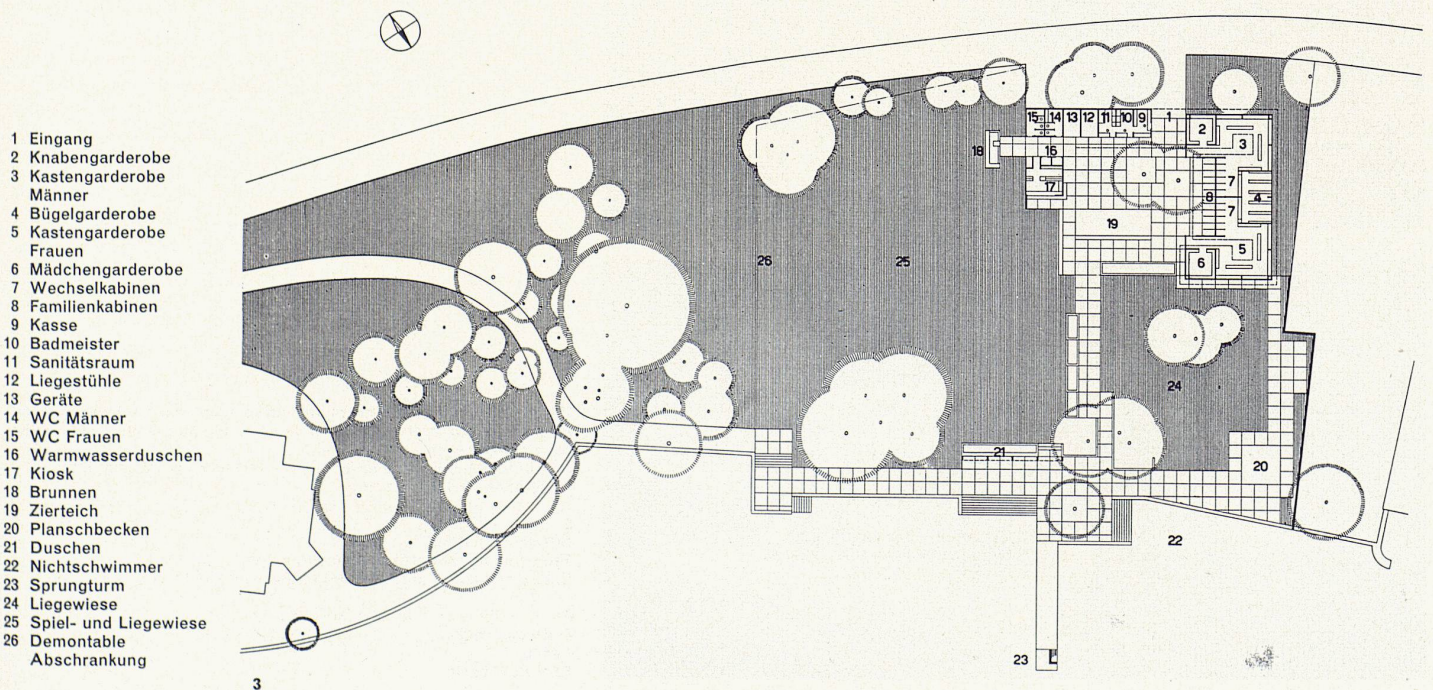 1 Eingang
2 Knabengarderobe
3 Kastengarderobe
Männer
4 Bügelgarderobe
5 Kastengarderobe
Frauen
6 Mädchengarderobe
7 Wechselkabinen
8 Familienkabinen
9 Kasse
10 Badmeister
11 Sanitätsraum
12 Liegestühle
13 Geräte
14 WC Männer
15 WC Frauen
16 Warmwasserduschen
17 Kiosk
18 Brunnen
19 Zierteich
20 Planschbecken
21 Duschen
22 Nichtschwimmer
23 Sprungturm
24 Liegewiese
25 Spiel- und Liegewiese
26 Demontable
Abschrankung
3
15 14 13 12 11 10 9 1
2
3
18
16
17
7
8
4
7
19
5
6
26
25
24
21
20
22
23